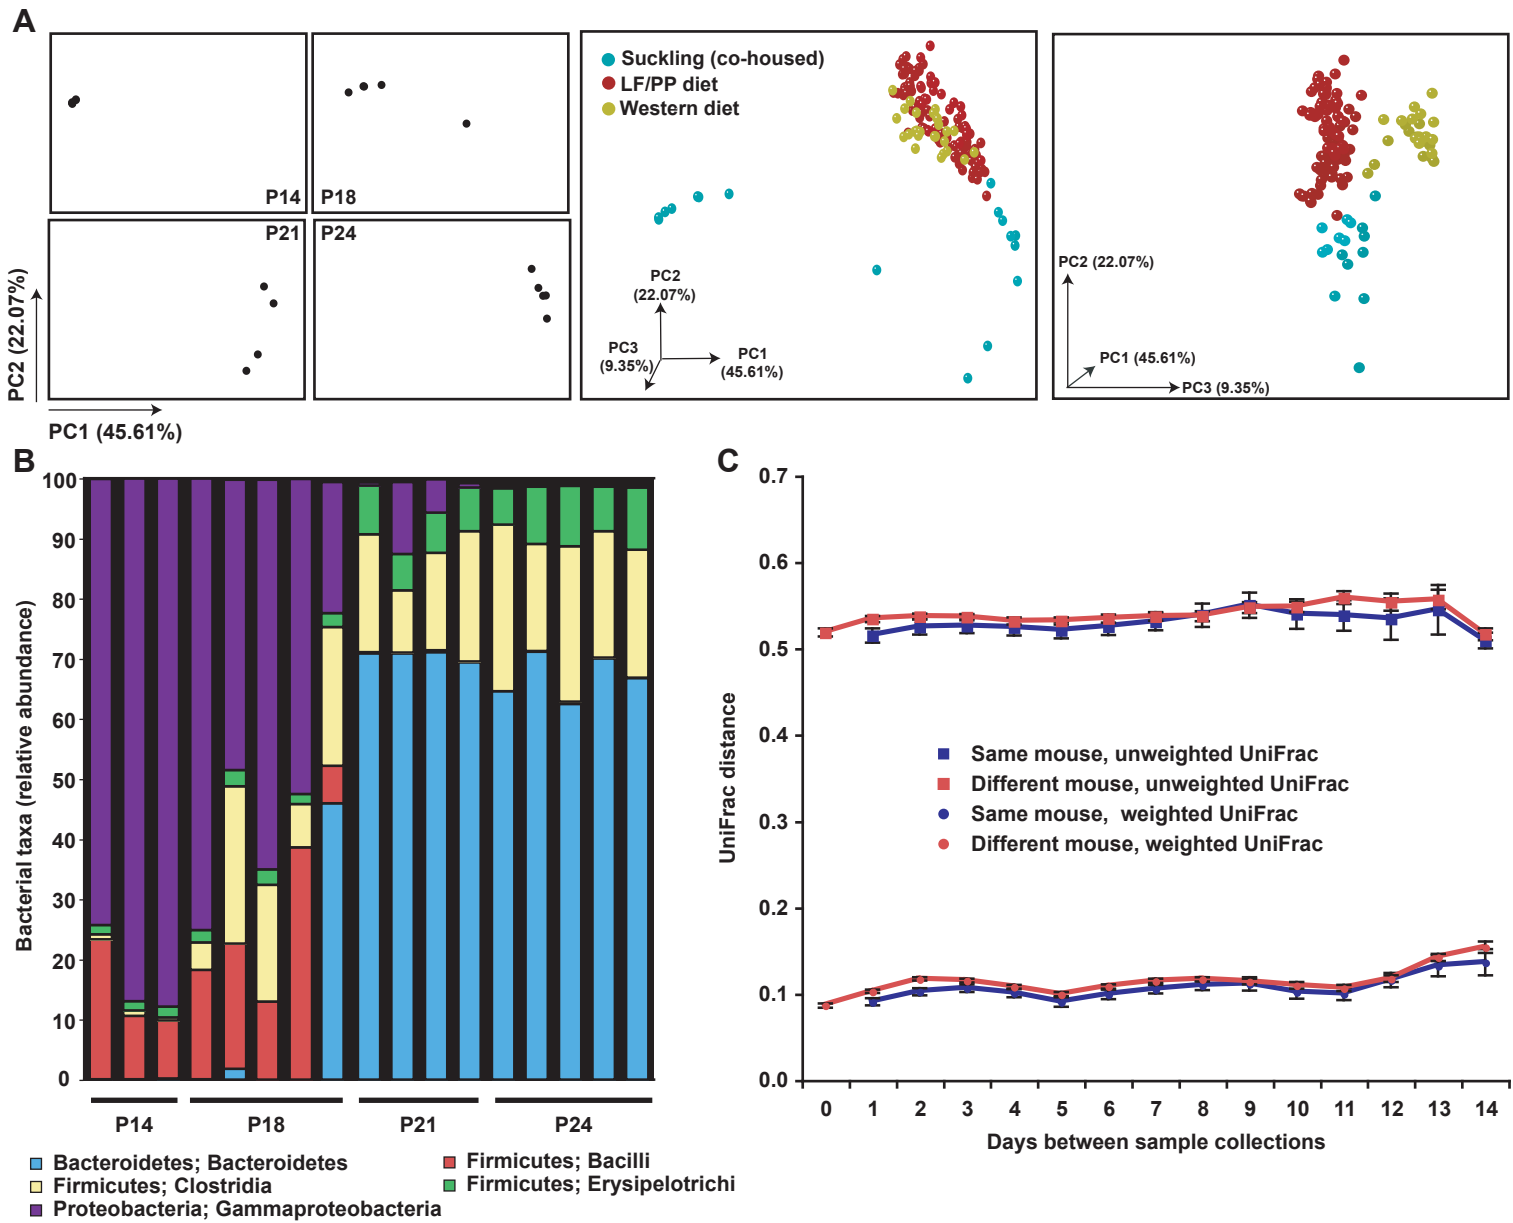 A
P14
P18
P21
P24
PC2 (22.07%)
PC1 (45.61%)
Suckling (co-housed)
LF/PP diet
Western diet
PC2
(22.07%)
PC3
(9.35%)
PC1
(45.61%)
PC2 (22.07%)
PC1 (45.61%)
PC3 (9.35%)
B
Bacterial taxa (relative abundance)
100
90
80
70
60
50
40
30
20
10
0
P14 P18 P21 P24
Bacteroidetes; Bacteroidetes
Firmicutes; Clostridia
Proteobacteria; Gammaproteobacteria
Firmicutes; Bacilli
Firmicutes; Erysipelotrichi
C
UniFrac distance
0.7
0.6
0.5
0.4
0.3
0.2
0.1
0.0
Same mouse, unweighted UniFrac
Different mouse, unweighted UniFrac
Same mouse, weighted UniFrac
Different mouse, weighted UniFrac
0 1 2 3 4 5 6 7 8 9 10 11 12 13 14
Days between sample collections